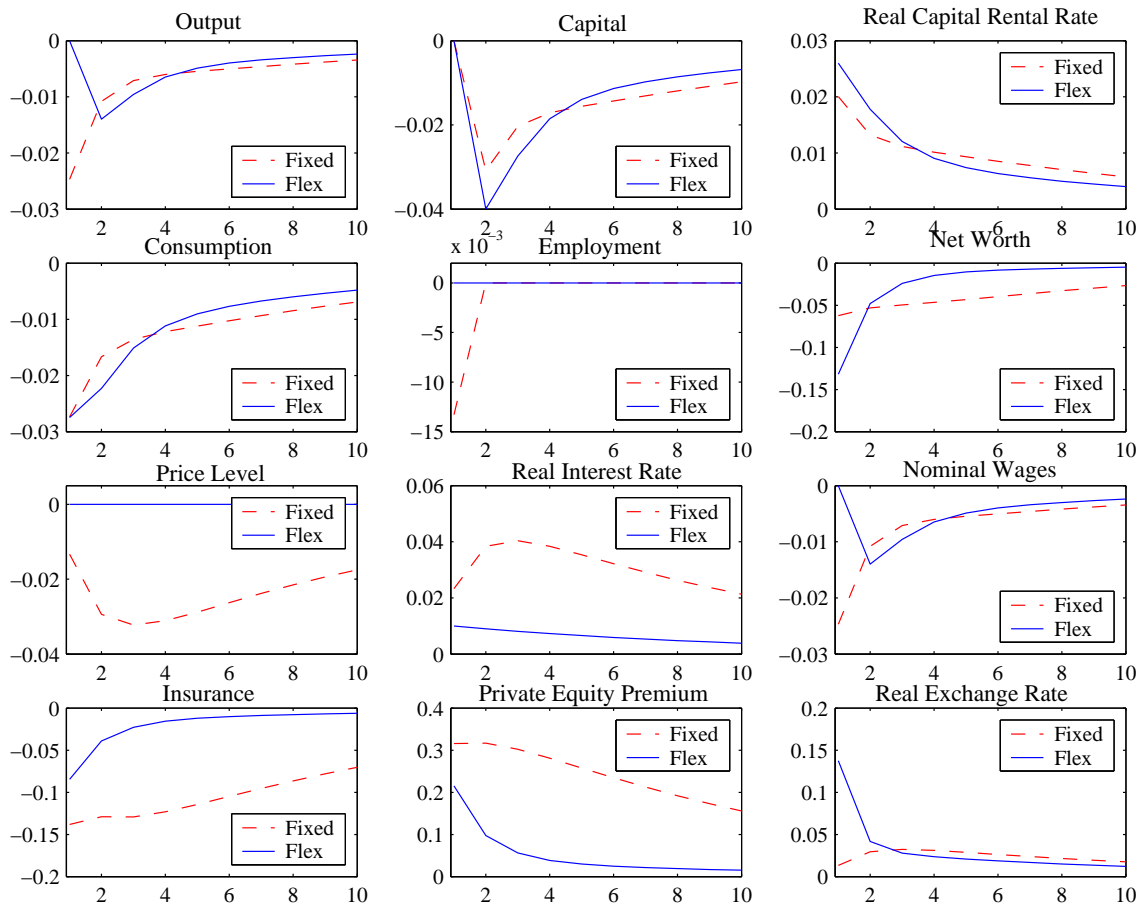 Output
0
−0.01
−0.02
−0.03
2 4 6 8 10
Fixed
Flex
Capital
0
−0.02
−0.04
2 4 6 8 10
Fixed
Flex
Real Capital Rental Rate
0.03
0.02
0.01
0
2 4 6 8 10
Fixed
Flex
Consumption
0
−0.01
−0.02
−0.03
2 4 6 8 10
Fixed
Flex
x 10⁻³
Employment
0
−5
−10
−15
2 4 6 8 10
Fixed
Flex
Net Worth
0
−0.05
−0.1
−0.15
−0.2
2 4 6 8 10
Fixed
Flex
Price Level
0
−0.02
−0.04
2 4 6 8 10
Fixed
Flex
Real Interest Rate
0.06
0.04
0.02
0
2 4 6 8 10
Fixed
Flex
Nominal Wages
0
−0.01
−0.02
−0.03
2 4 6 8 10
Fixed
Flex
Insurance
0
−0.05
−0.1
−0.15
−0.2
2 4 6 8 10
Fixed
Flex
Private Equity Premium
0.4
0.3
0.2
0.1
0
2 4 6 8 10
Fixed
Flex
Real Exchange Rate
0.2
0.15
0.1
0.05
0
2 4 6 8 10
Fixed
Flex